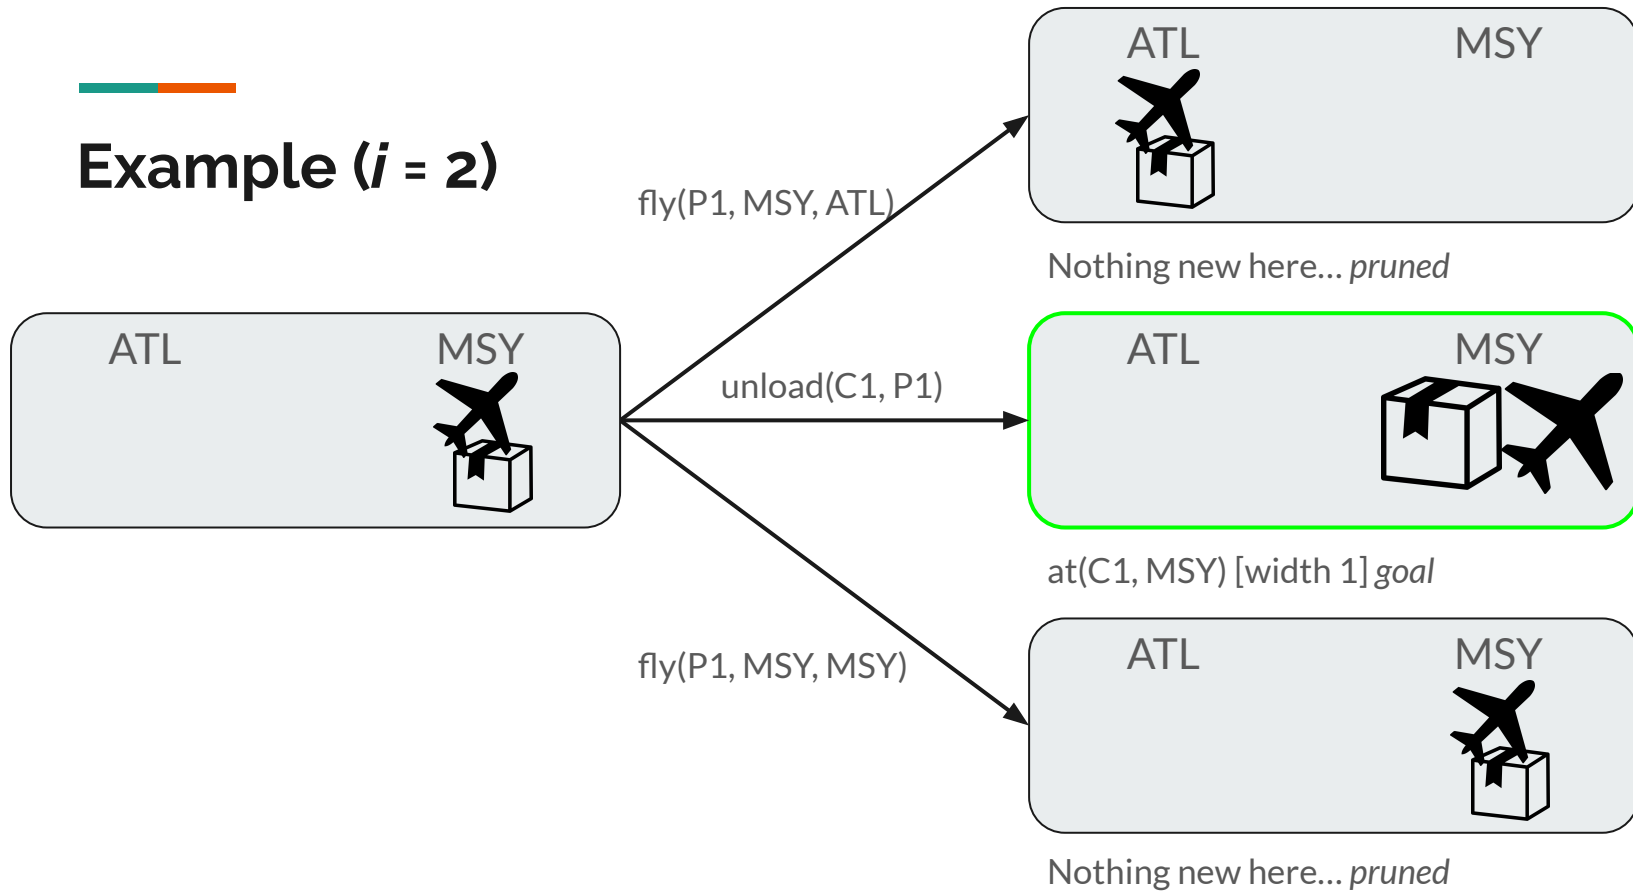 Example (i = 2)
ATL MSY
fly(P1, MSY, ATL)
unload(C1, P1)
fly(P1, MSY, MSY)
ATL MSY
Nothing new here... pruned
ATL MSY
at(C1, MSY) [width 1] goal
ATL MSY
Nothing new here... pruned